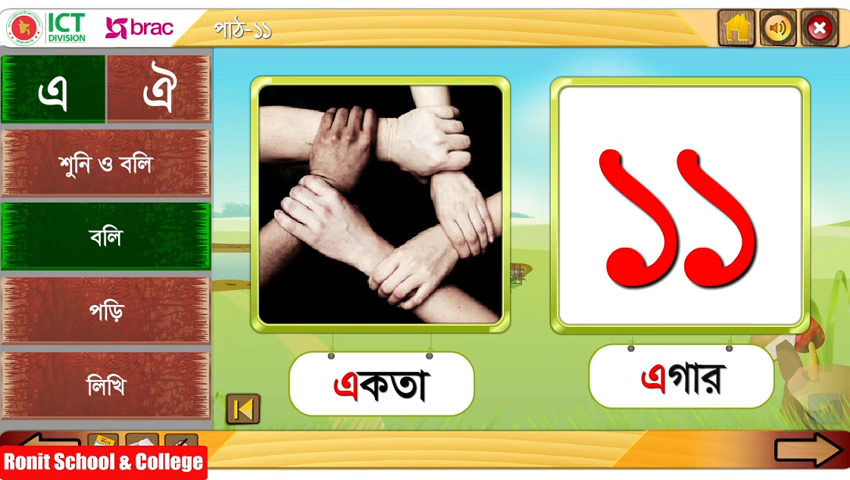 ICT
DIVISION
brac
পাঠ-১১
এ
ঐ
শুনি ও বলি
বলি
পড়ি
লিখি
১১
একতা
এগার
Ronit School & College